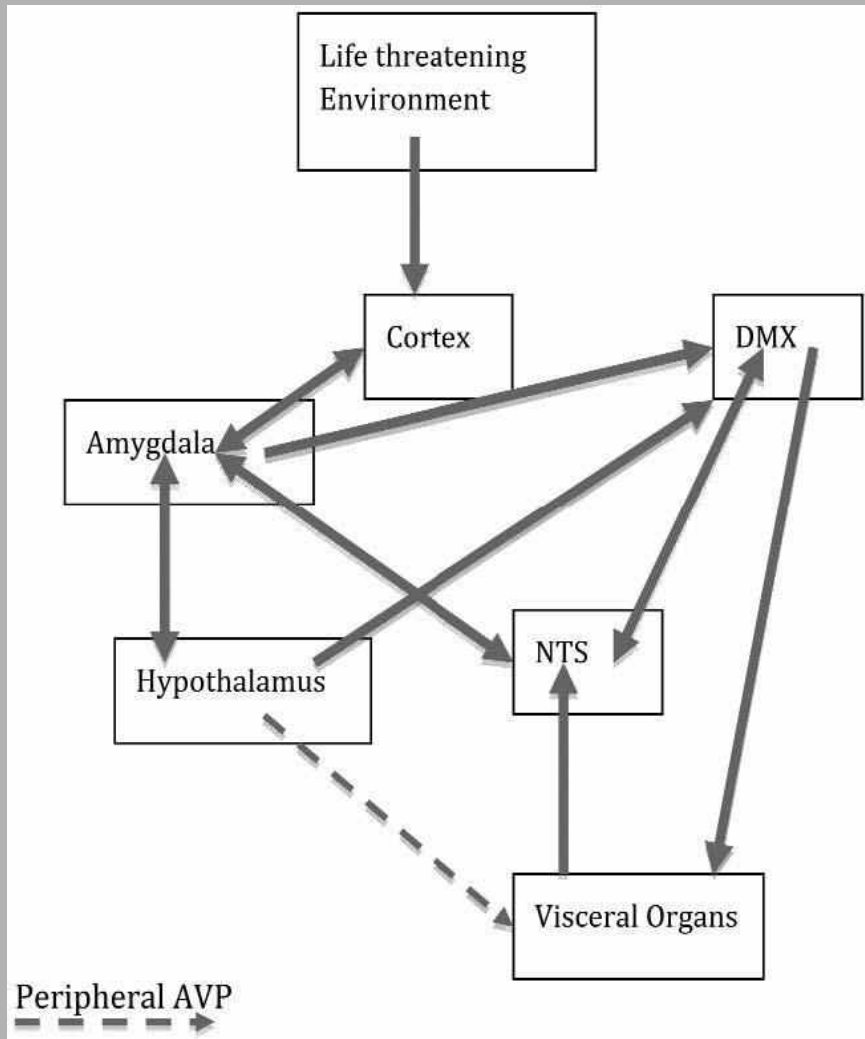 Life threatening
Environment
Cortex
DMX
Amygdala
NTS
Hypothalamus
Visceral Organs
Peripheral AVP